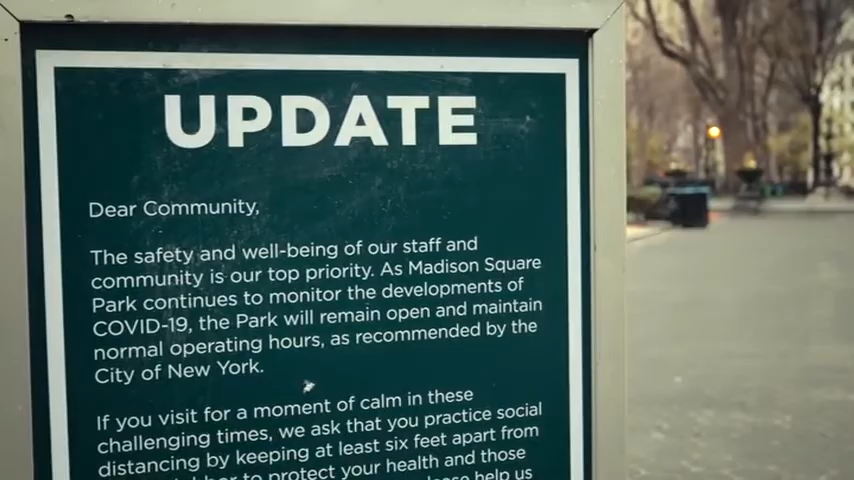 UPDATE
Dear Community,
The safety and well-being of our staff and
community is our top priority. As Madison Square
Park continues to monitor the developments of
COVID-19, the Park will remain open and maintain
normal operating hours, as recommended by the
City of New York.
If you visit for a moment of calm in these
challenging times, we ask that you practice social
distancing by keeping at least six feet apart from
to protect your health and those
help us